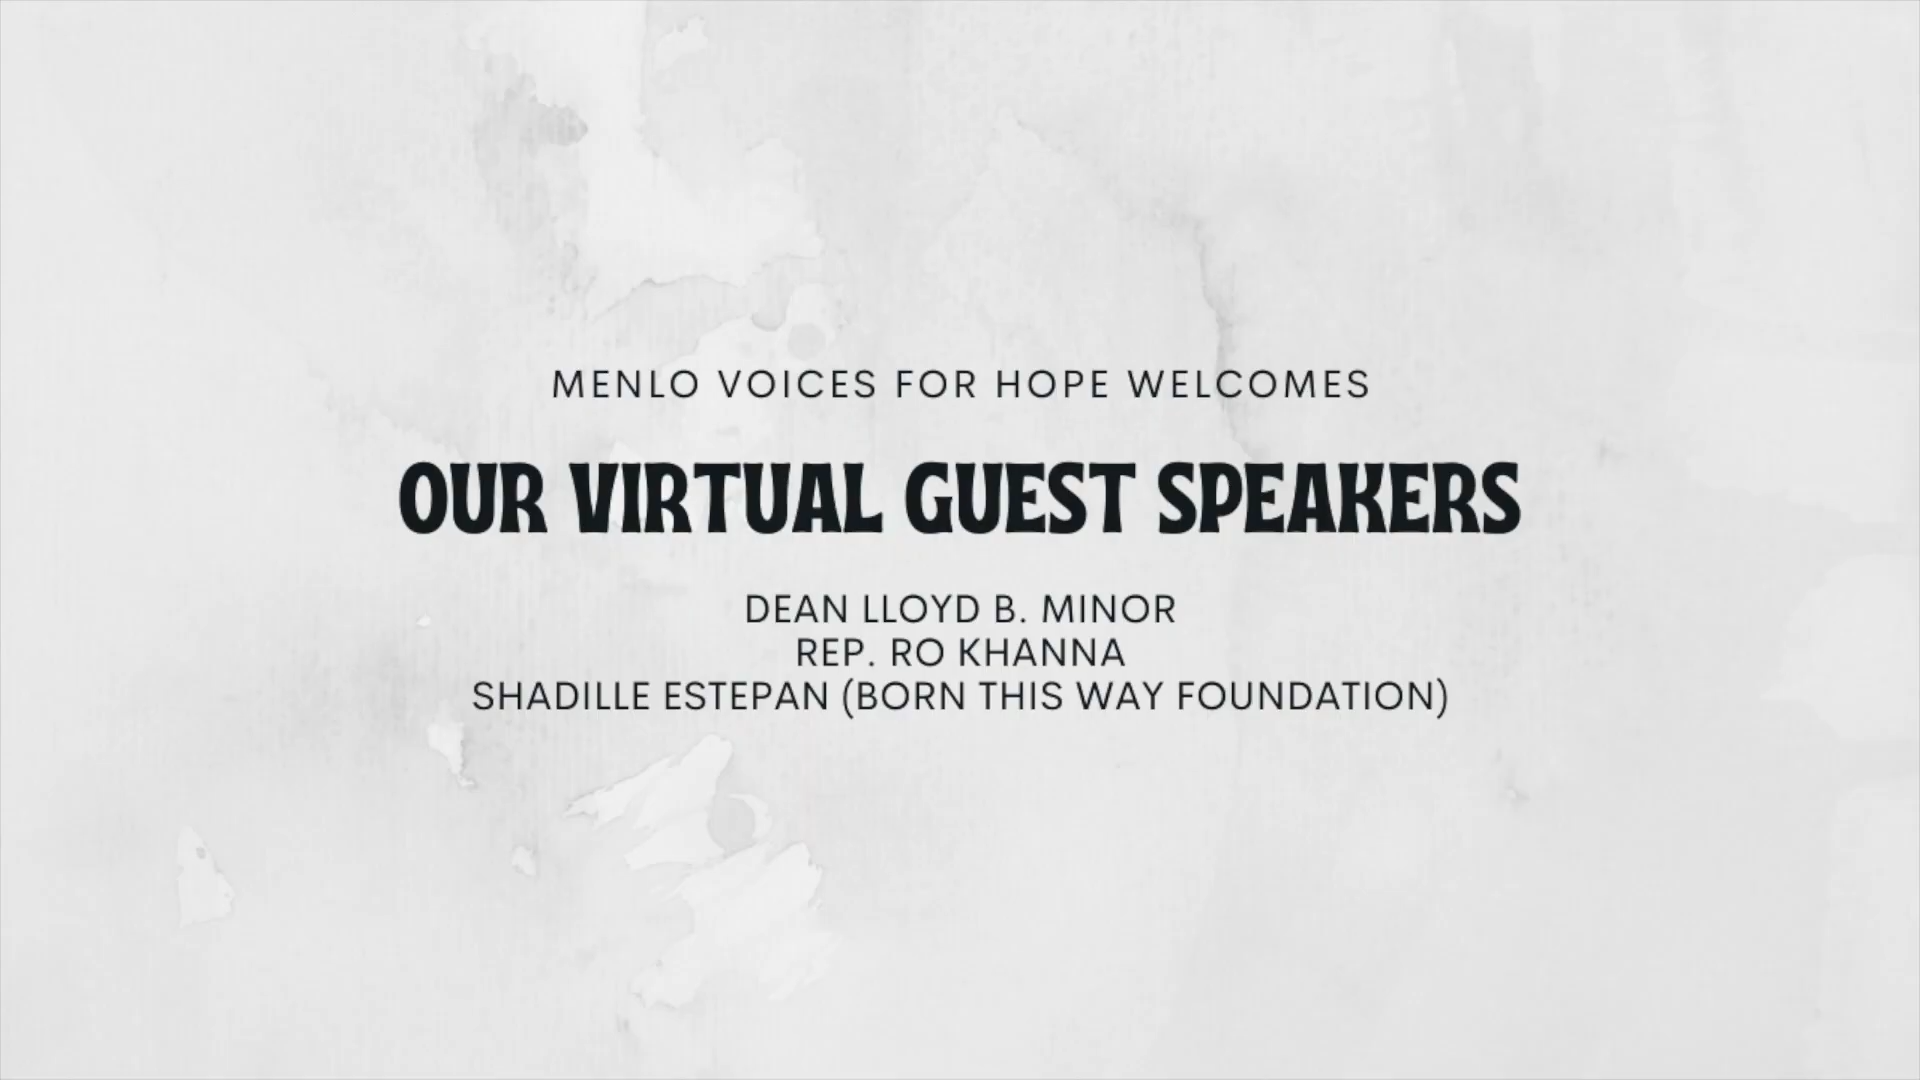 MENLO VOICES FOR HOPE WELCOMES
OUR VIRTUAL GUEST SPEAKERS
DEAN LLOYD B. MINOR
REP. RO KHANNA
SHADILLE ESTEPAN (BORN THIS WAY FOUNDATION)